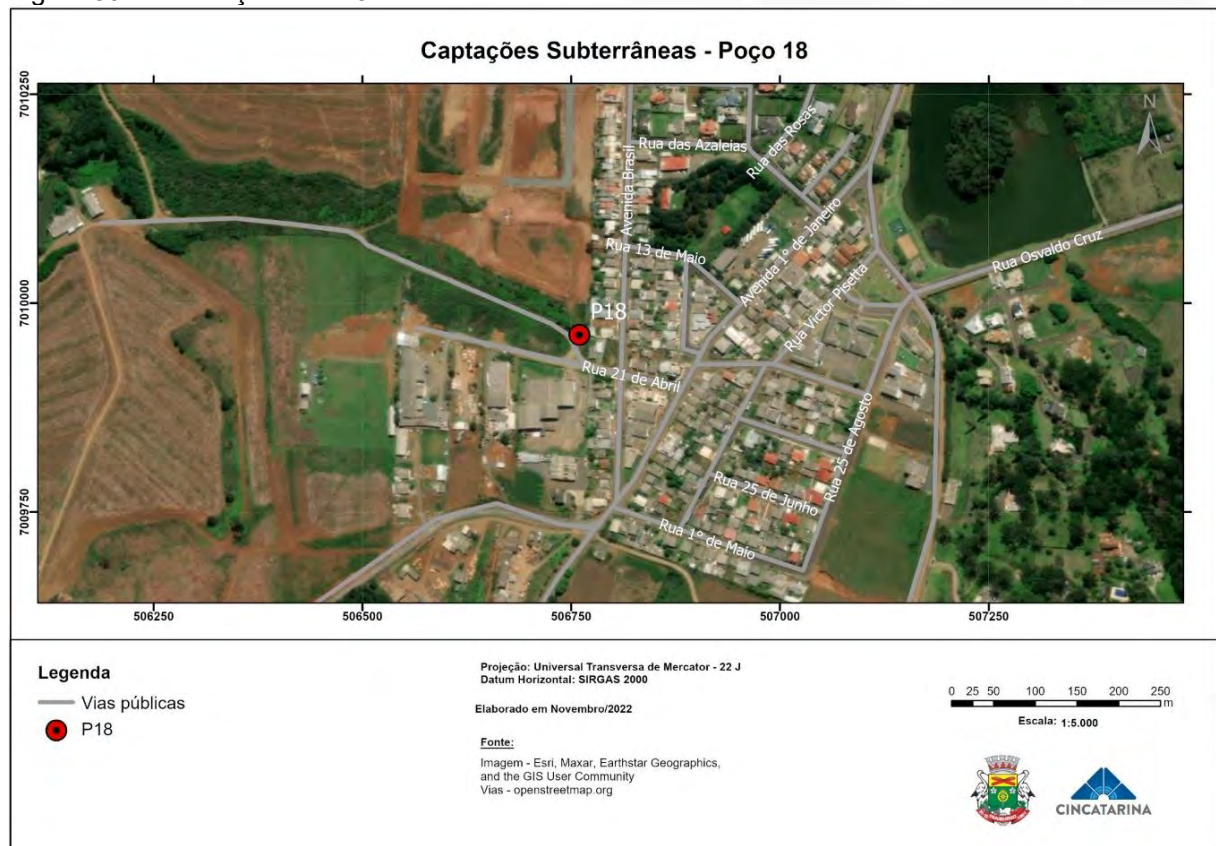 Captações Subterrâneas - Poço 18
7010250
7010000
7009750
N
Rua das Azaleias
Rua das Rosas
Avenida Brasil
Rua 13 de Maio
Avenida 1º de Janeiro
Rua Victor Pisetta
Rua Osvaldo Cruz
P18
Rua 21 de Abril
Rua 25 de Agosto
Rua 25 de Junho
Rua 1º de Maio
506250 506500 506750 507000 507250
Legenda
Vias públicas
P18
Projeção: Universal Transversa de Mercator - 22 J
Datum Horizontal: SIRGAS 2000
Elaborado em Novembro/2022
Fonte:
Imagem - Esri, Maxar, Earthstar Geographics,
and the GIS User Community
Vias - openstreetmap.org
0 25 50 100 150 200 250
m
Escala: 1:5.000
CINCATARINA